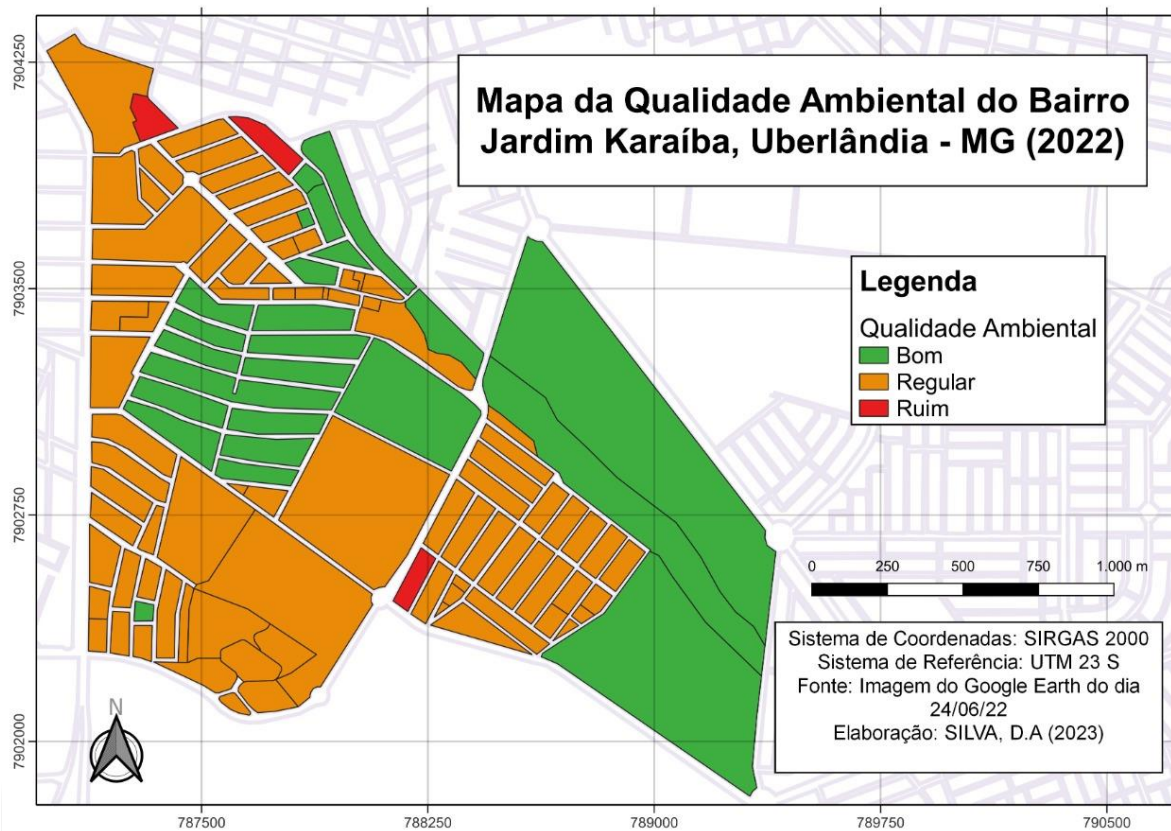 Mapa da Qualidade Ambiental do Bairro
Jardim Karaíba, Uberlândia - MG (2022)
7904250
7903500
7902750
7902000
Legenda
Qualidade Ambiental
Bom
Regular
Ruim
0 250 500 750 1.000 m
Sistema de Coordenadas: SIRGAS 2000
Sistema de Referência: UTM 23 S
Fonte: Imagem do Google Earth do dia
24/06/22
Elaboração: SILVA, D.A (2023)
N
787500 788250 789000 789750 790500